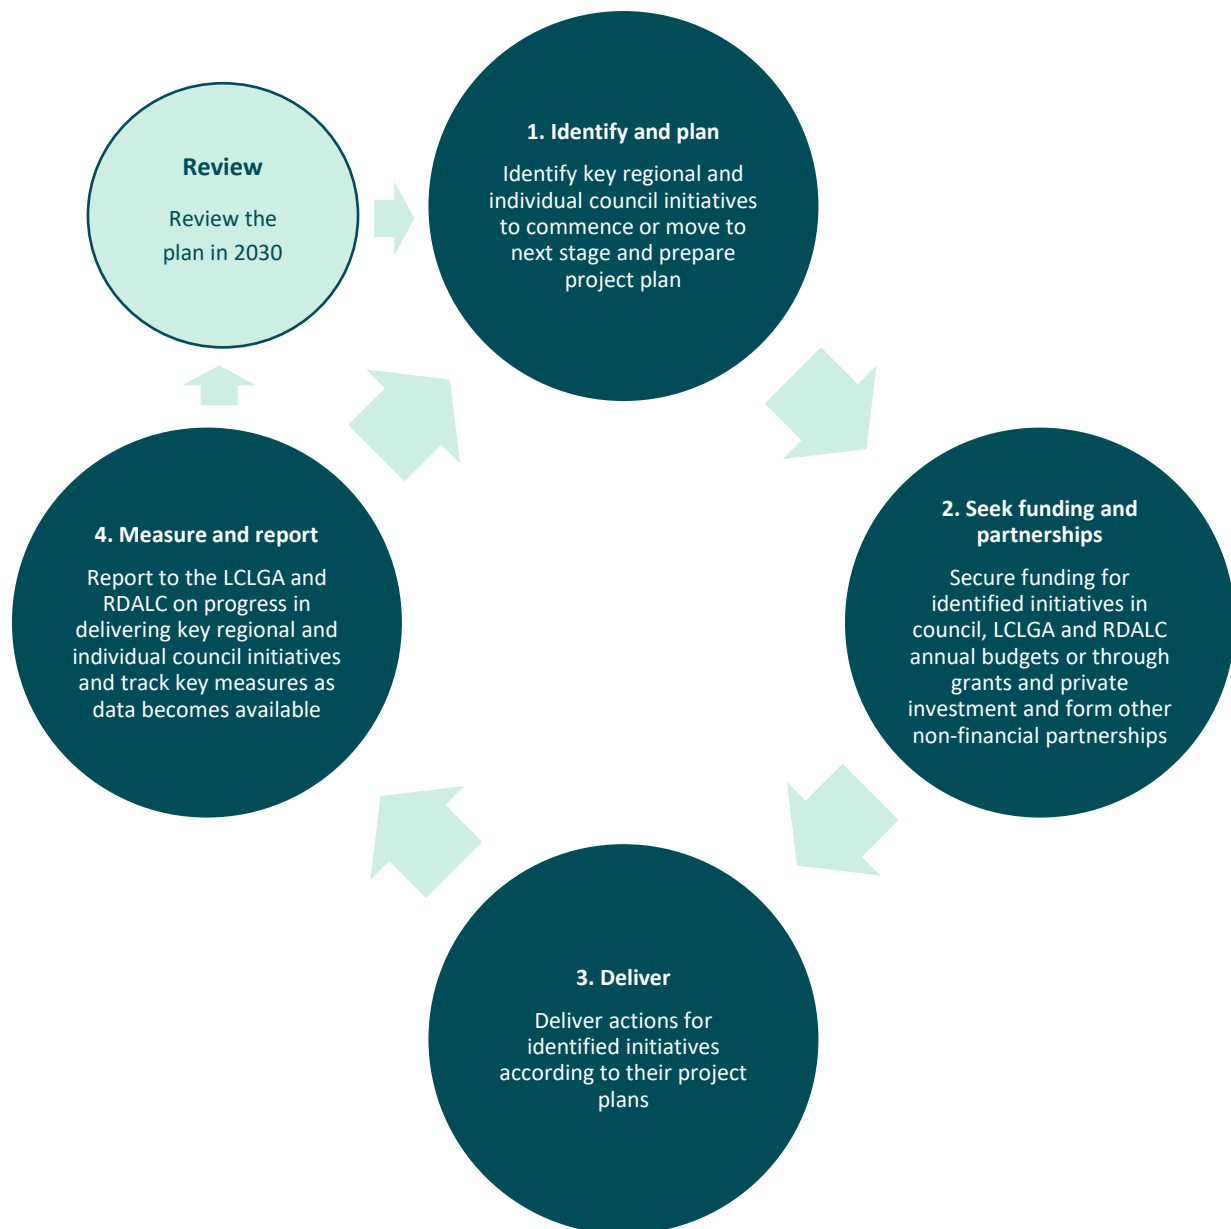 Review
Review the
plan in 2030
1. Identify and plan
Identify key regional and
individual council initiatives
to commence or move to
next stage and prepare
project plan
2. Seek funding and
partnerships
Secure funding for
identified initiatives in
council, LCLGA and RDALC
annual budgets or through
grants and private
investment and form other
non-financial partnerships
3. Deliver
Deliver actions for
identified initiatives
according to their project
plans
4. Measure and report
Report to the LCLGA and
RDALC on progress in
delivering key regional and
individual council initiatives
and track key measures as
data becomes available